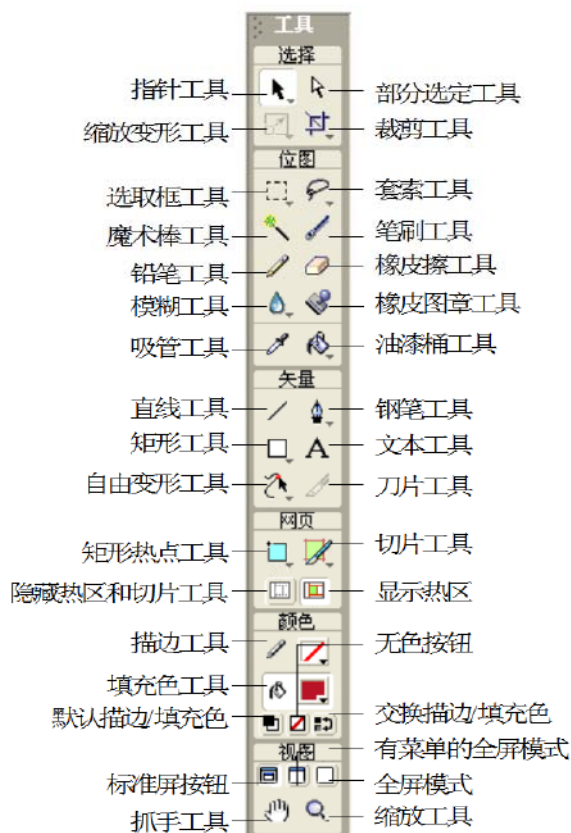 工具
选择
指针工具
部分选定工具
缩放变形工具
裁剪工具
位图
选取框工具
套索工具
魔术棒工具
笔刷工具
铅笔工具
橡皮擦工具
模糊工具
橡皮图章工具
吸管工具
油漆桶工具
矢量
直线工具
钢笔工具
矩形工具
A
文本工具
自由变形工具
刀片工具
网页
矩形热点工具
切片工具
隐藏热区和切片工具
显示热区
颜色
描边工具
无色按钮
填充色工具
默认描边/填充色
交换描边/填充色
视图
有菜单的全屏模式
标准屏按钮
全屏模式
抓手工具
缩放工具